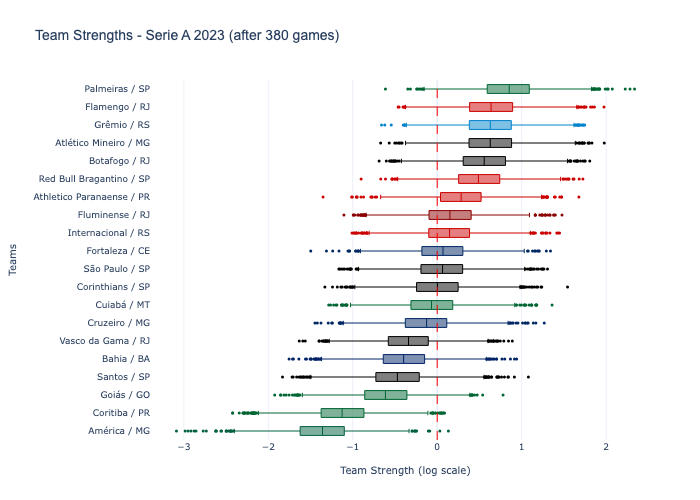 Team Strengths - Serie A 2023 (after 380 games)
Palmeiras / SP
Flamengo / RJ
Grêmio / RS
Atlético Mineiro / MG
Botafogo / RJ
Red Bull Bragantino / SP
Athletico Paranaense / PR
Fluminense / RJ
Internacional / RS
Fortaleza / CE
São Paulo / SP
Corinthians / SP
Cuiabá / MT
Cruzeiro / MG
Vasco da Gama / RJ
Bahia / BA
Santos / SP
Goiás / GO
Coritiba / PR
América / MG
Teams
−3 −2 −1 0 1 2
Team Strength (log scale)